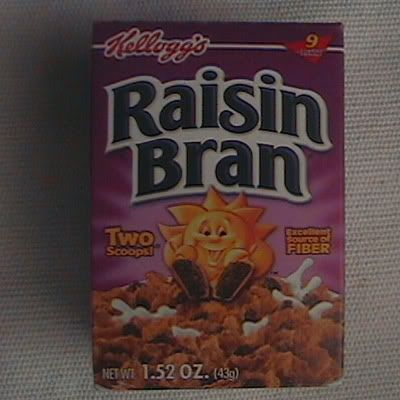 Kellogg's
9
Raisin
Bran
Two
Scoops!
Excellent
source of
FIBER
NET WT. 1.52 OZ. (43g)